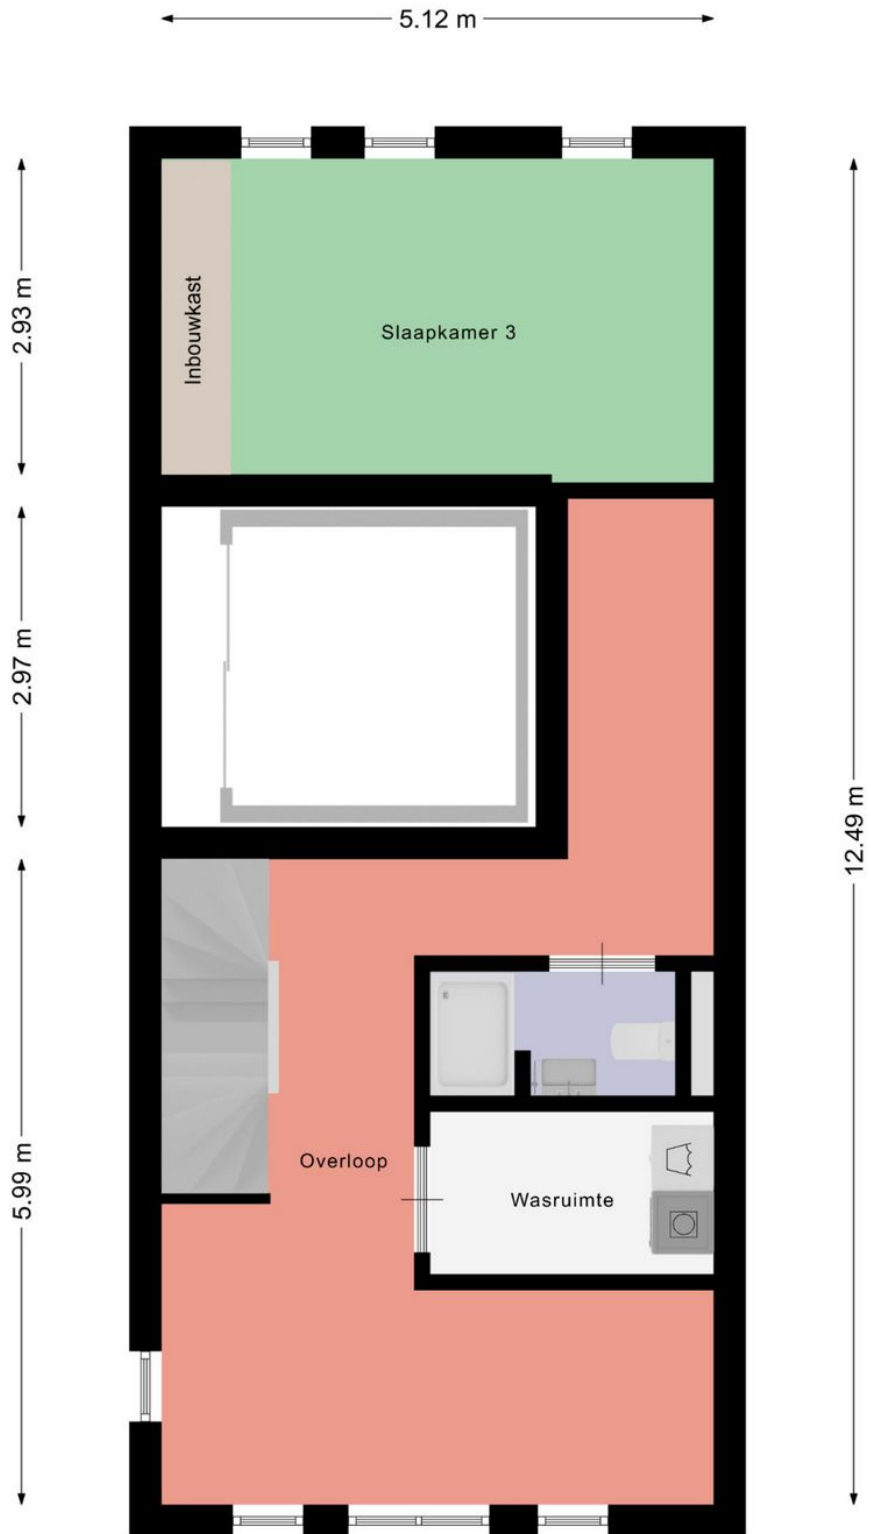 5.12 m
2.93 m
Inbouwkast
Slaapkamer 3
2.97 m
12.49 m
5.99 m
Overloop
Wasruimte